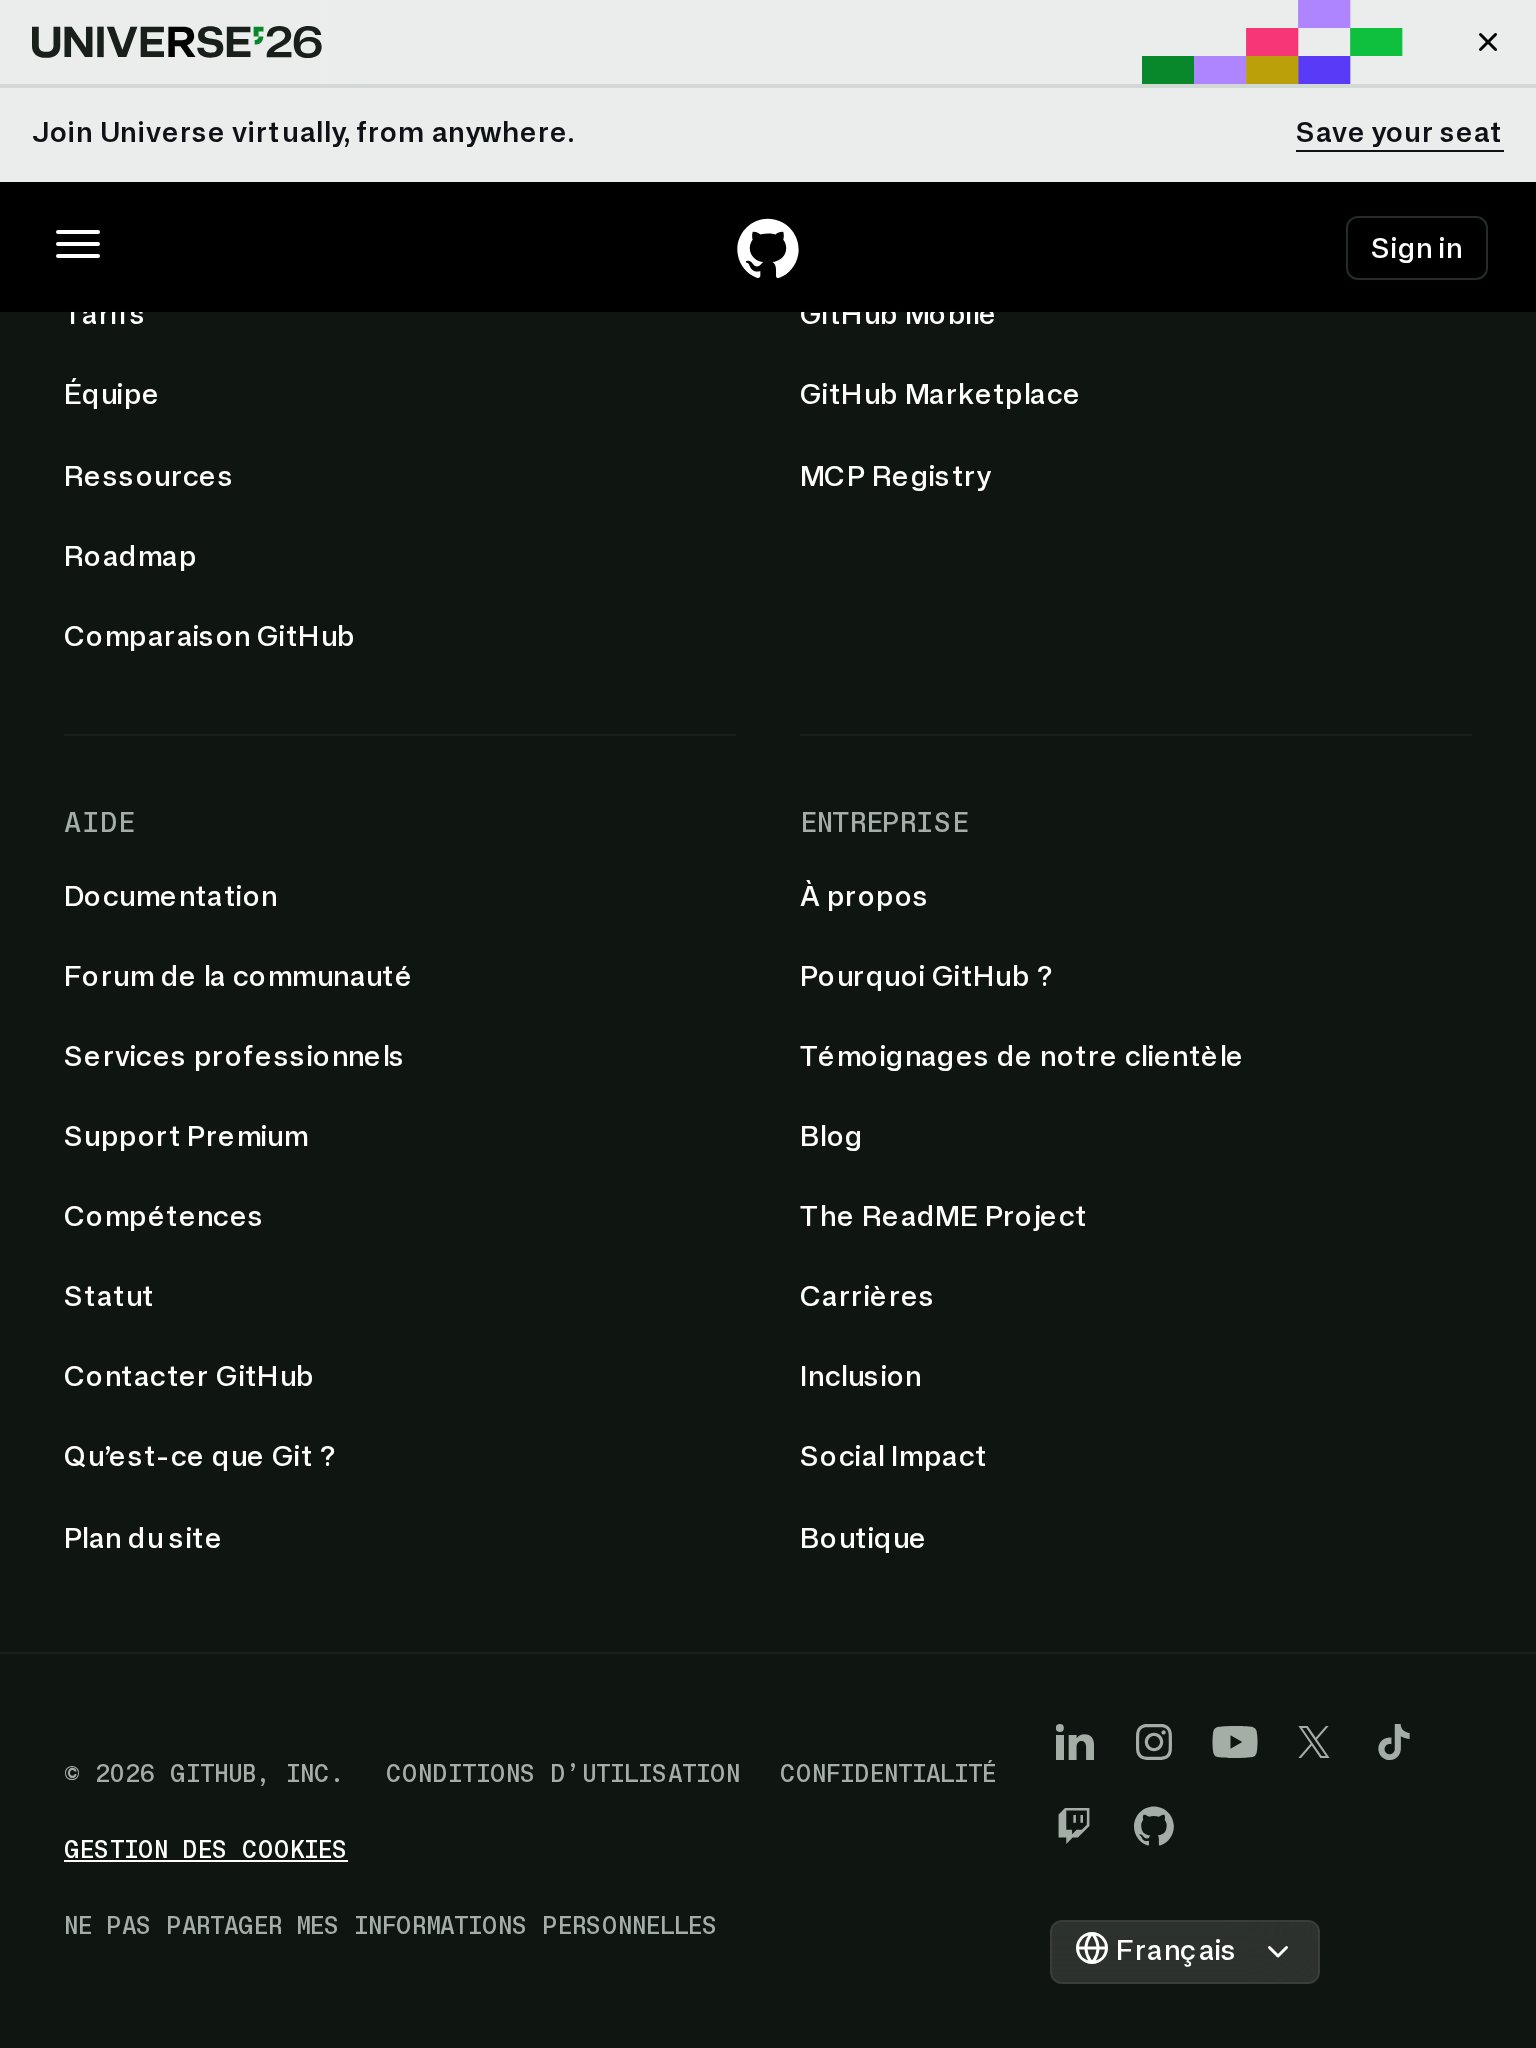 UNIVERSE'26
Join Universe virtually, from anywhere.
Save your seat
Sign in
Tarifs
Équipe
Ressources
Roadmap
Comparaison GitHub
GitHub Mobile
GitHub Marketplace
MCP Registry
AIDE
Documentation
Forum de la communauté
Services professionnels
Support Premium
Compétences
Statut
Contacter GitHub
Qu’est-ce que Git ?
Plan du site
ENTREPRISE
À propos
Pourquoi GitHub ?
Témoignages de notre clientèle
Blog
The ReadME Project
Carrières
Inclusion
Social Impact
Boutique
© 2026 GITHUB, INC.
CONDITIONS D’UTILISATION
CONFIDENTIALITÉ
GESTION DES COOKIES
NE PAS PARTAGER MES INFORMATIONS PERSONNELLES
Français